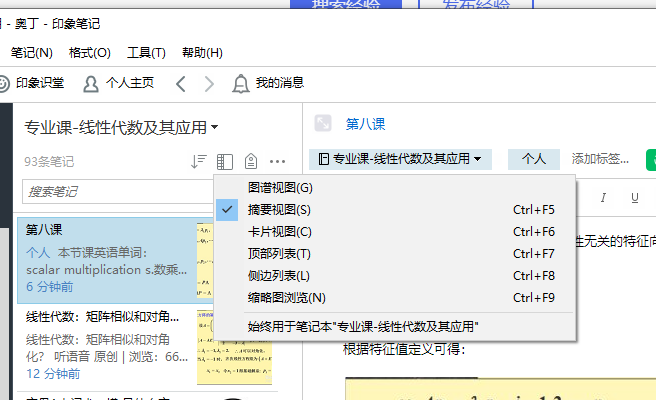 搜索经验 发布经验
- 奥丁 - 印象笔记
笔记(N) 格式(O) 工具(T) 帮助(H)
印象识堂 个人主页 我的消息
专业课-线性代数及其应用
93条笔记
搜索笔记
第八课
个人 本节课英语单词:
scalar multiplication s.数乘...
6 分钟前
线性代数：矩阵相似和对角...
线性代数：矩阵相似和对角
化？ 听语音 原创 | 浏览：66...
12 分钟前
第八课
专业课-线性代数及其应用 个人 添加标签...
I U
图谱视图(G)
摘要视图(S) Ctrl+F5
卡片视图(C) Ctrl+F6
顶部列表(T) Ctrl+F7
侧边列表(L) Ctrl+F8
缩略图浏览(N) Ctrl+F9
始终用于笔记本"专业课-线性代数及其应用"
性无关的特征向
根据特征值定义可得：